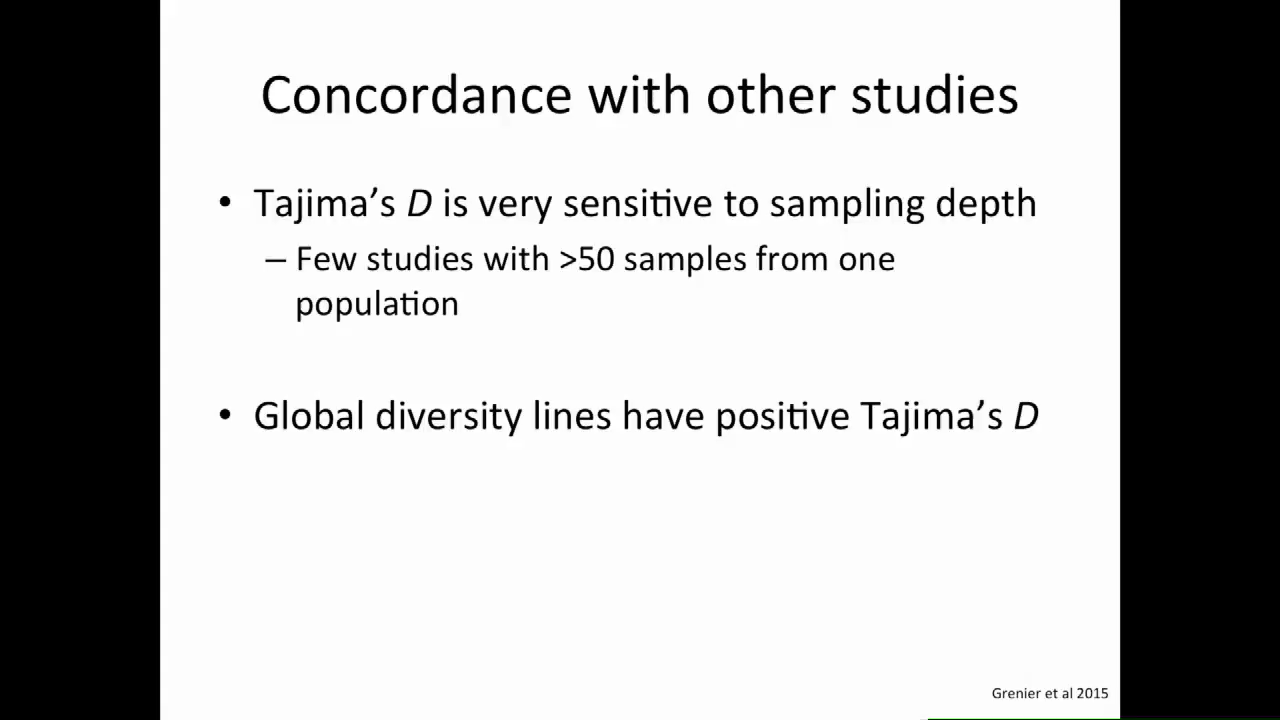 Concordance with other studies
• Tajima’s D is very sensitive to sampling depth
– Few studies with >50 samples from one
population
• Global diversity lines have positive Tajima’s D
Grenier et al 2015